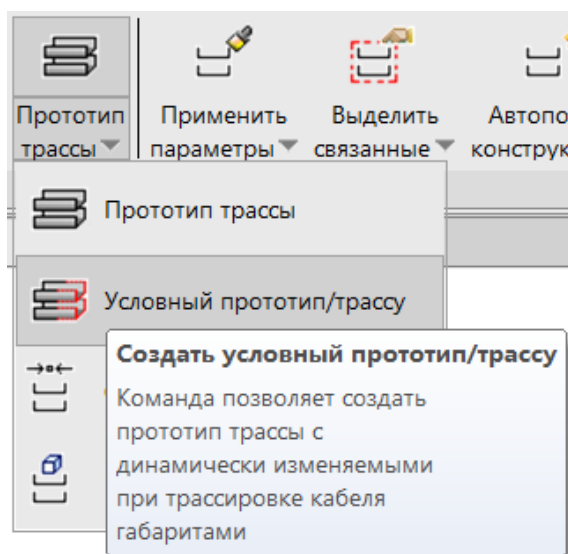 Прототип
трассы
Применить
параметры
Выделить
связанные
Прототип трассы
Условный прототип/трассу
Создать условный прототип/трассу
Команда позволяет создать
прототип трассы с
динамически изменяемыми
при трассировке кабеля
габаритами